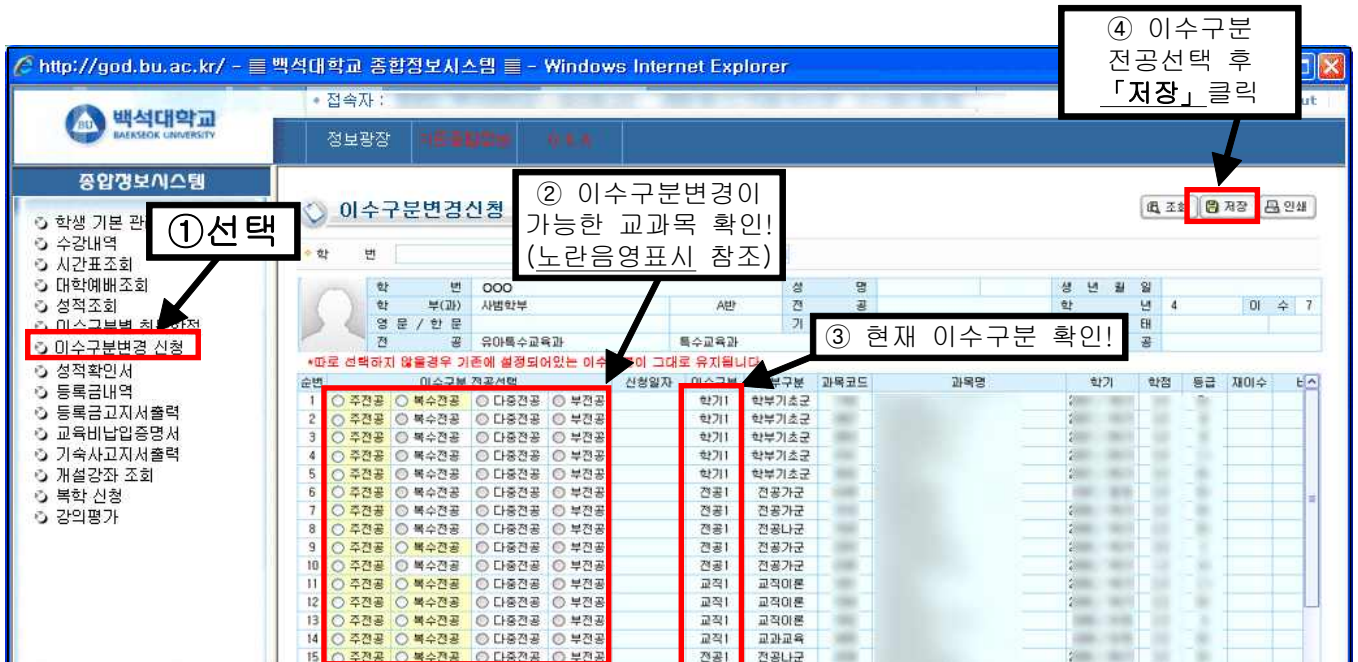 ④ 이수구분
전공선택 후
「저장」클릭
http://god.bu.ac.kr/ - 백석대학교 종합정보시스템 - Windows Internet Explorer
백석대학교
BAEKSEOK UNIVERSITY
접속자 :
정보광장
종합정보시스템
① 선택
② 이수구분변경이
가능한 교과목 확인!
(노란음영표시 참조)
③ 현재 이수구분 확인!
학생 기본
수강내역
시간표조회
대학예배조회
성적조회
이수구분변경 신청
성적확인서
등록금내역
등록금고지서출력
교육비납입증명서
기숙사고지서출력
개설강좌 조회
복학 신청
강의평가
이수구분변경신청
저장 인쇄
학 번
학 번 000 성 명 생 년 월 일
학 부(과) 사범학부 A반 전 공 학 년 4 이 수 7
영 문 / 한 문
전 공 유아특수교육과 특수교육과
*따로 선택하지 않을경우 기존에 설정되어있는 이수 그대로 유지됩니다
순번 이수구분 전공선택 신청일자 이수구분 과목코드 과목명 학기 학점 등급 재이수
1 주전공 복수전공 다중전공 부전공 학기1 학부기초군
2 주전공 복수전공 다중전공 부전공 학기1 학부기초군
3 주전공 복수전공 다중전공 부전공 학기1 학부기초군
4 주전공 복수전공 다중전공 부전공 학기1 학부기초군
5 주전공 복수전공 다중전공 부전공 학기1 학부기초군
6 주전공 복수전공 다중전공 부전공 전공1 전공가군
7 주전공 복수전공 다중전공 부전공 전공1 전공가군
8 주전공 복수전공 다중전공 부전공 전공1 전공나군
9 주전공 복수전공 다중전공 부전공 전공1 전공가군
10 주전공 복수전공 다중전공 부전공 전공1 전공가군
11 주전공 복수전공 다중전공 부전공 교직1 교직이론
12 주전공 복수전공 다중전공 부전공 교직1 교직이론
13 주전공 복수전공 다중전공 부전공 교직1 교직이론
14 주전공 복수전공 다중전공 부전공 교직1 교과교육
15 주전공 복수전공 다중전공 부전공 전공1 전공나군